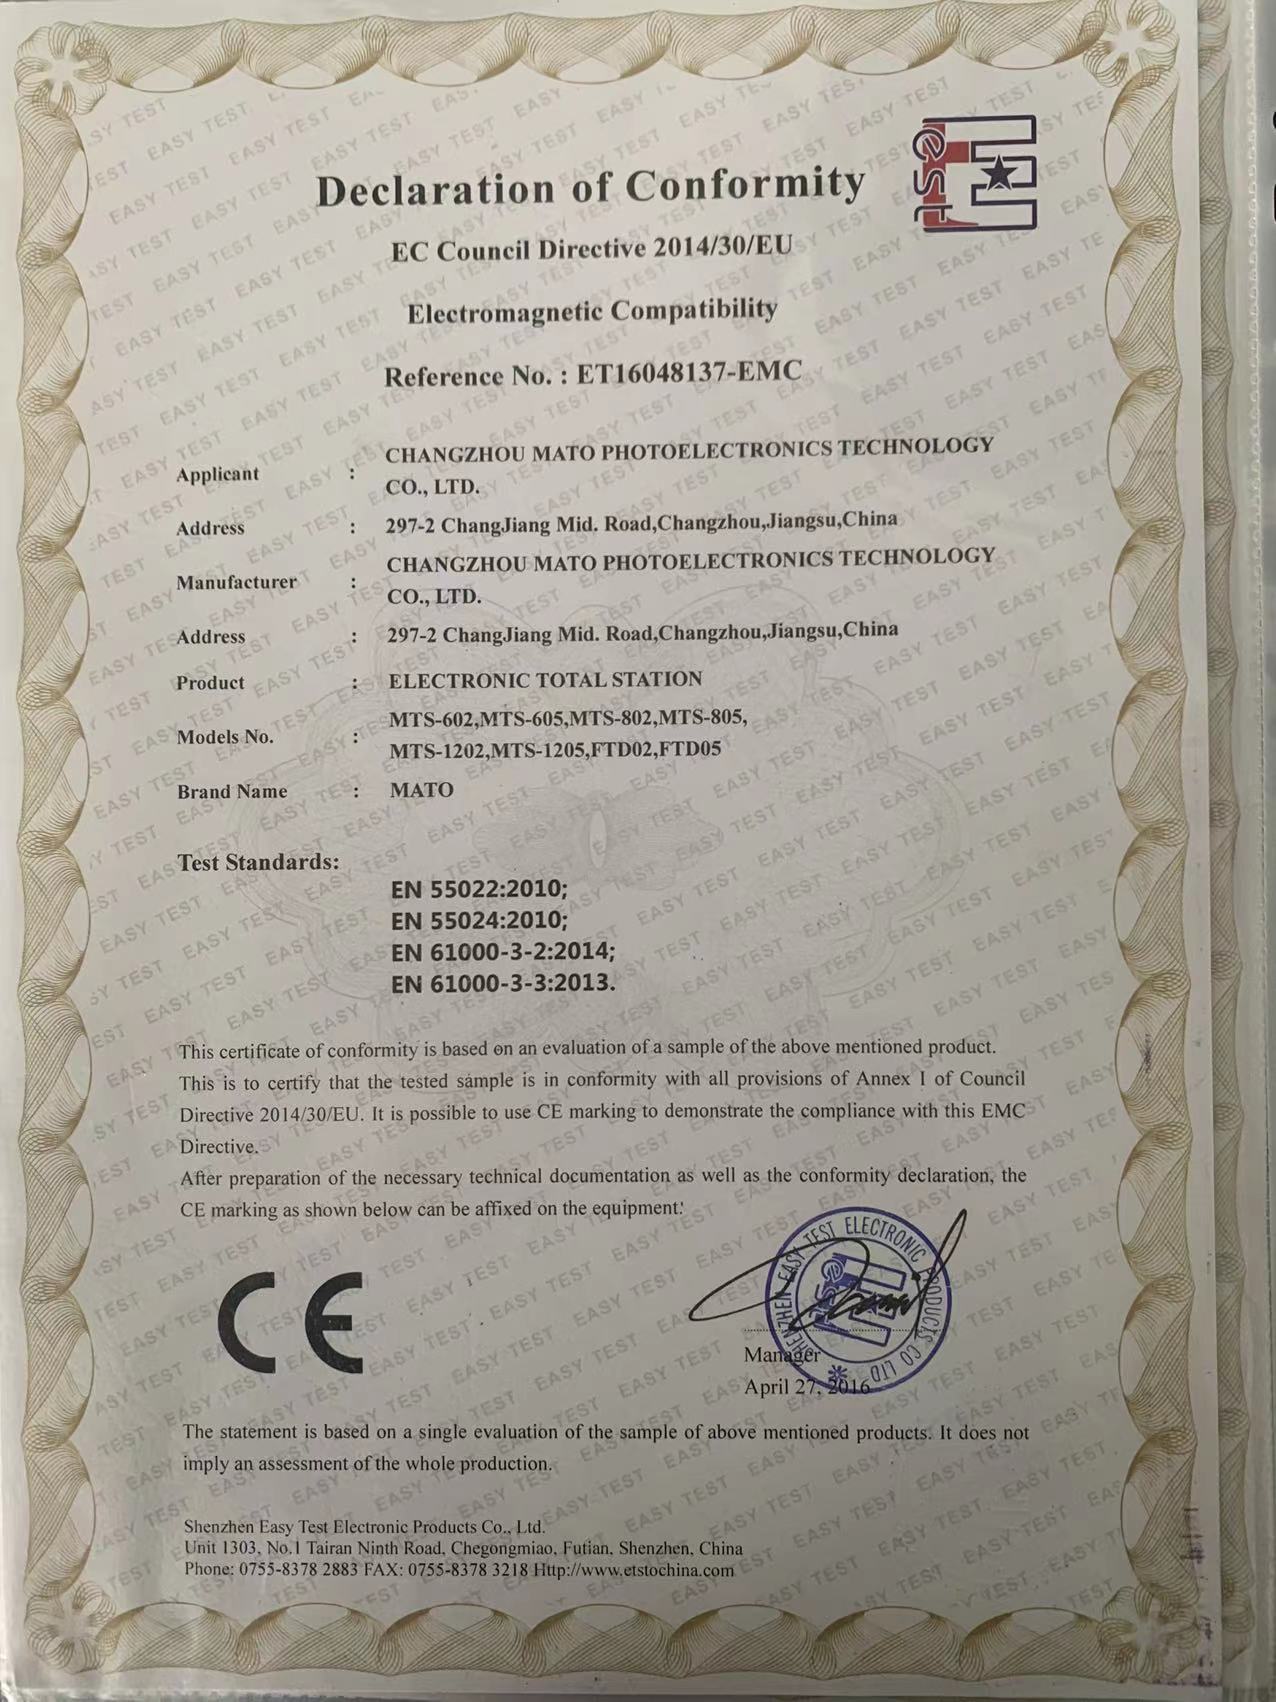 Declaration of Conformity
est
EC Council Directive 2014/30/EU
Electromagnetic Compatibility
Reference No. : ET16048137-EMC
Applicant : CHANGZHOU MATO PHOTOELECTRONICS TECHNOLOGY
CO., LTD.
Address : 297-2 ChangJiang Mid. Road,Changzhou,Jiangsu,China
Manufacturer : CHANGZHOU MATO PHOTOELECTRONICS TECHNOLOGY
CO., LTD.
Address : 297-2 ChangJiang Mid. Road,Changzhou,Jiangsu,China
Product : ELECTRONIC TOTAL STATION
Models No. : MTS-602,MTS-605,MTS-802,MTS-805,
MTS-1202,MTS-1205,FTD02,FTD05
Brand Name : MATO
Test Standards:
EN 55022:2010;
EN 55024:2010;
EN 61000-3-2:2014;
EN 61000-3-3:2013.
This certificate of conformity is based on an evaluation of a sample of the above mentioned product.
This is to certify that the tested sample is in conformity with all provisions of Annex I of Council
Directive 2014/30/EU. It is possible to use CE marking to demonstrate the compliance with this EMC
Directive.
After preparation of the necessary technical documentation as well as the conformity declaration, the
CE marking as shown below can be affixed on the equipment:
CE
SHENZHEN EASY TEST ELECTRONIC PRODUCTS CO LTD
est
Manager
April 27, 2016
The statement is based on a single evaluation of the sample of above mentioned products. It does not
imply an assessment of the whole production.
Shenzhen Easy Test Electronic Products Co., Ltd.
Unit 1303, No.1 Tairan Ninth Road, Chegongmiao, Futian, Shenzhen, China
Phone: 0755-8378 2883 FAX: 0755-8378 3218 Http://www.etstochina.com
EASY TEST